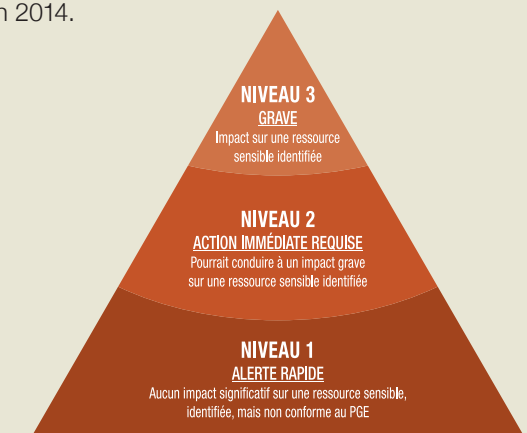 n 2014.
NIVEAU 3
GRAVE
Impact sur une ressource
sensible identifiée
NIVEAU 2
ACTION IMMÉDIATE REQUISE
Pourrait conduire à un impact grave
sur une ressource sensible identifiée
NIVEAU 1
ALERTE RAPIDE
Aucun impact significatif sur une ressource sensible,
identifiée, mais non conforme au PGE